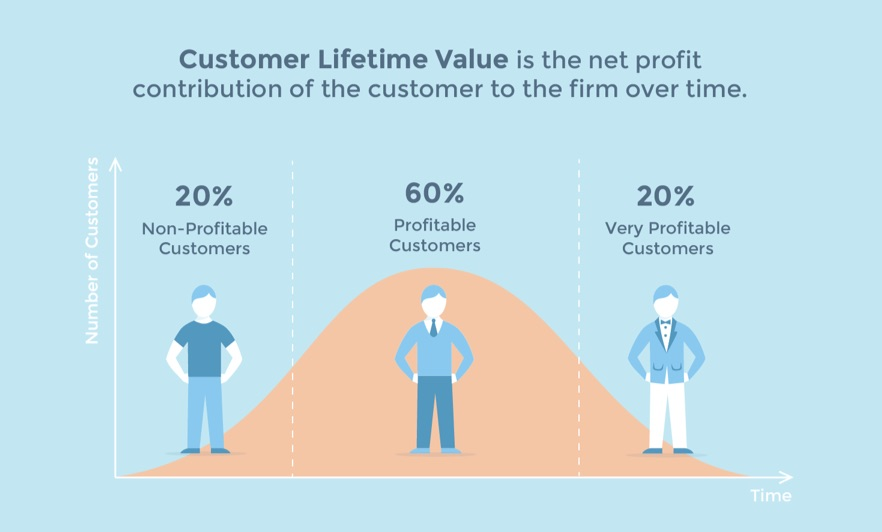 Customer Lifetime Value is the net profit
contribution of the customer to the firm over time.
Number of Customers
20%
Non-Profitable
Customers
60%
Profitable
Customers
20%
Very Profitable
Customers
Time